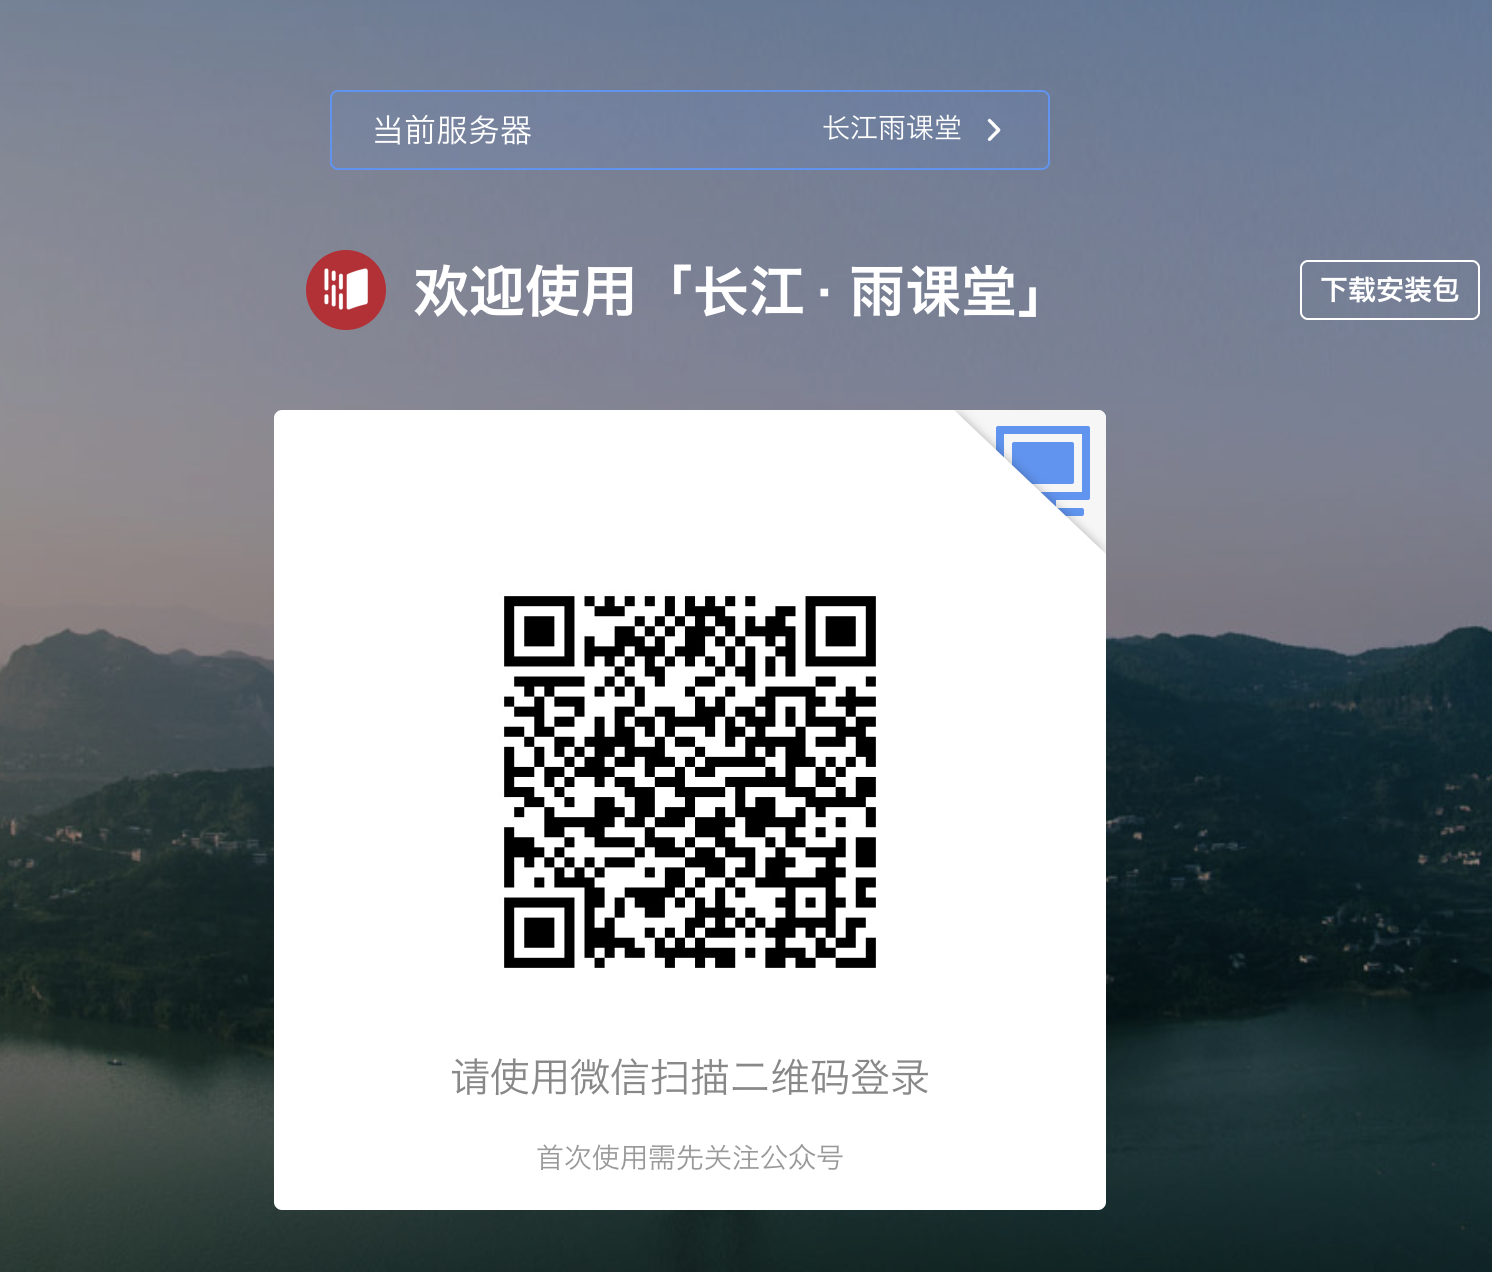 当前服务器 长江雨课堂
欢迎使用「长江 · 雨课堂」
下载安装包
请使用微信扫描二维码登录
首次使用需先关注公众号